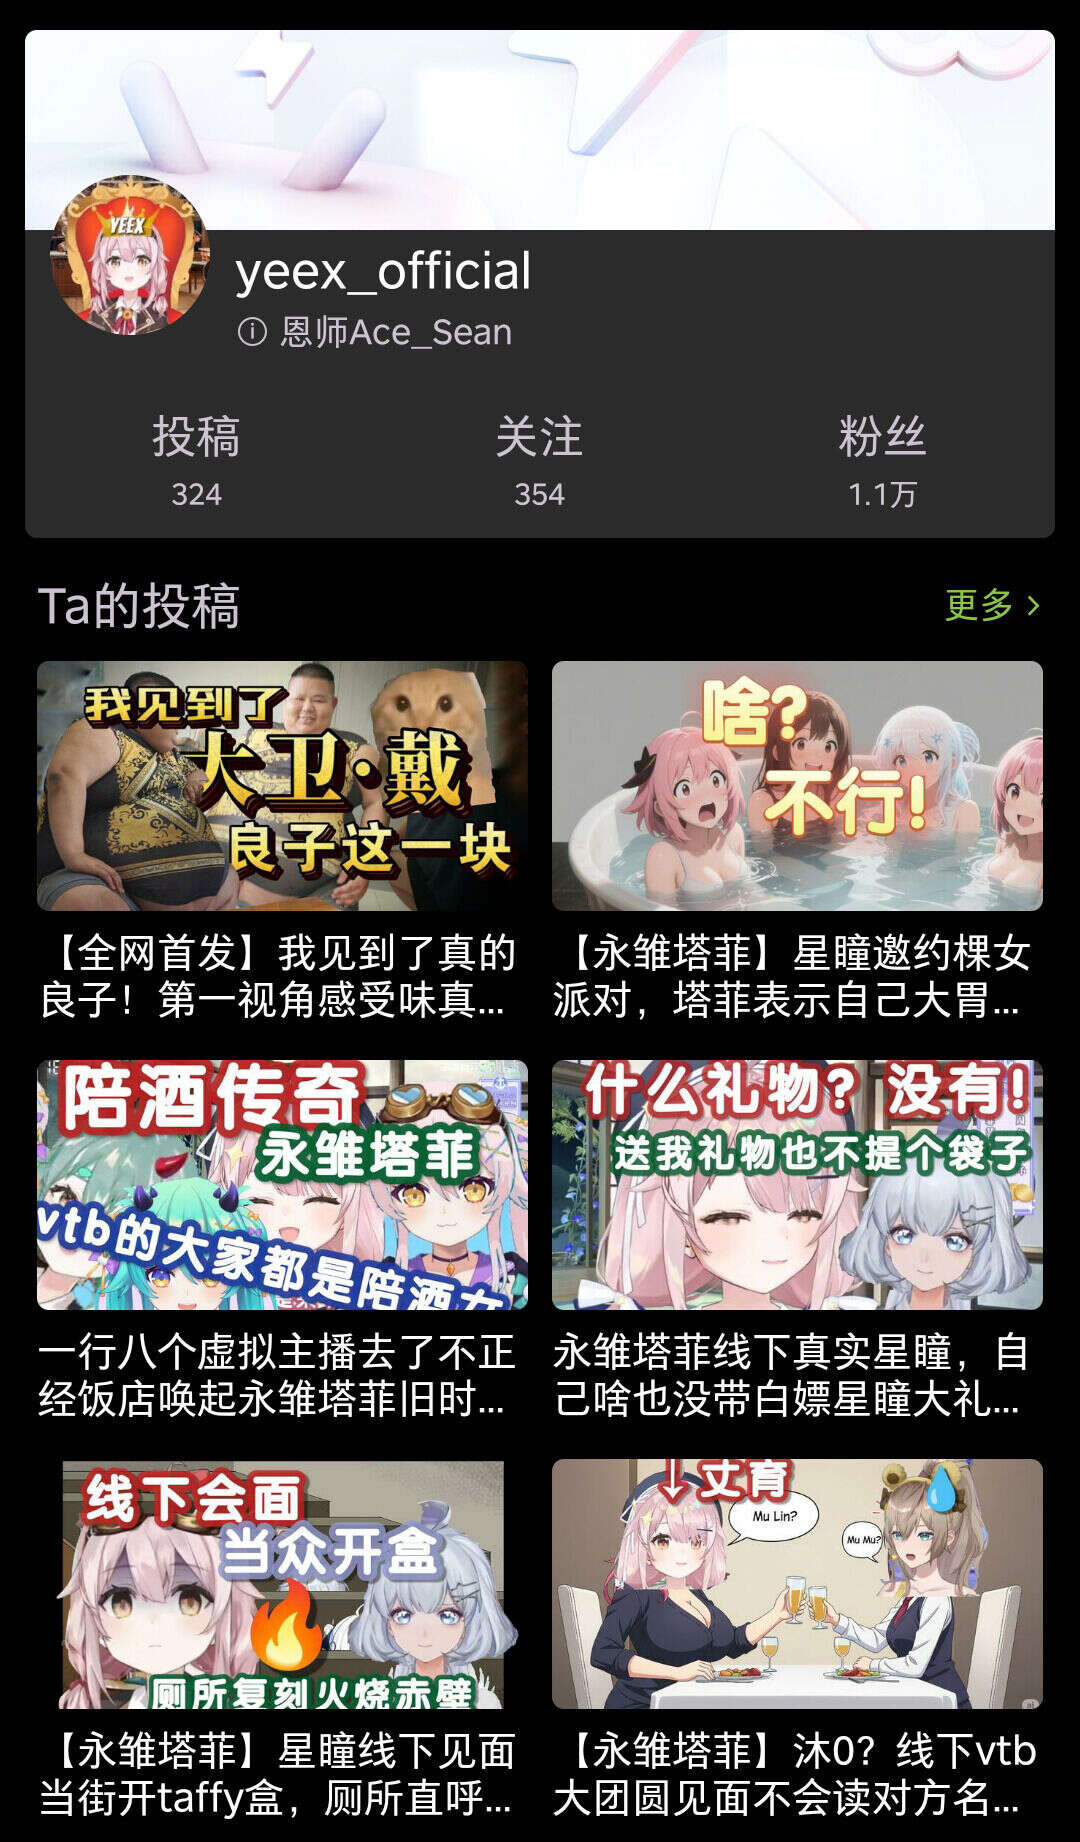 YEEX
yeex_official
恩师Ace_Sean
投稿
关注
粉丝
324
354
1.1万
Ta的投稿
更多
我见到了
大卫·戴
良子这一块
啥？
不行！
【全网首发】我见到了真的
良子！第一视角感受味真...
【永雏塔菲】星瞳邀约棵女
派对，塔菲表示自己大胃...
陪酒传奇
永雏塔菲
vtb的大家都是陪酒女
什么礼物？没有！
送我礼物也不提个袋子
一行八个虚拟主播去了不正
经饭店唤起永雏塔菲旧时...
永雏塔菲线下真实星瞳，自
己啥也没带白嫖星瞳大礼...
线下会面
当众开盒
厕所复刻火烧赤壁
↓丈育
Mu Lin?
Mu Mu?
【永雏塔菲】星瞳线下见面
当街开taffy盒，厕所直呼...
【永雏塔菲】沐0？线下vtb
大团圆见面不会读对方名...